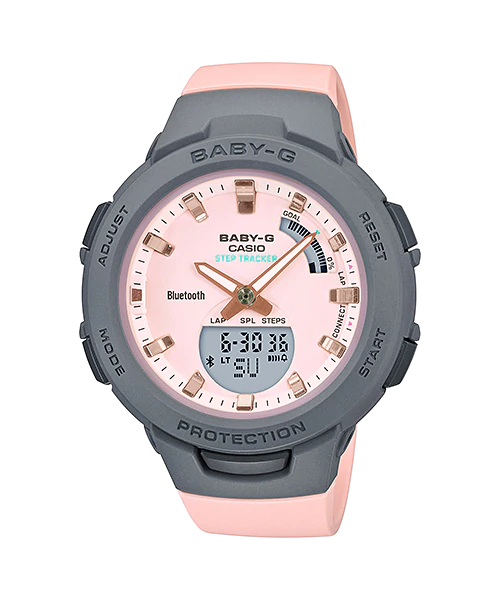 BABY-G
ADJUST
RESET
GOAL
BABY-G
CASIO
STEP TRACKER
0%
LAP
CONNECT
Bluetooth
LAP SPL STEPS
6-30 36
LT
SU
MODE
START
PROTECTION